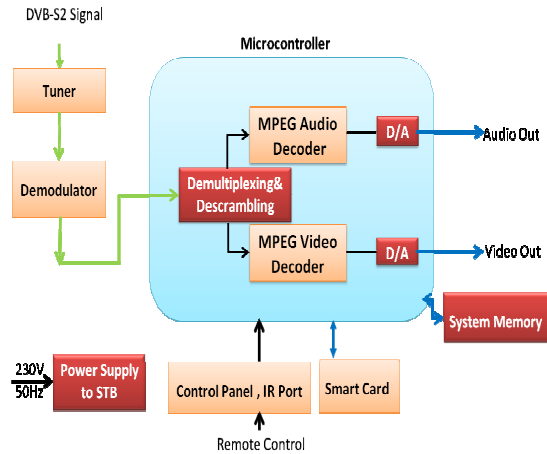 DVB-S2 Signal
Microcontroller
Tuner
MPEG Audio
Decoder
D/A
Audio Out
Demodulator
Demultiplexing&
Descrambling
MPEG Video
Decoder
D/A
Video Out
System Memory
230V
50Hz
Power Supply
to STB
Control Panel , IR Port
Smart Card
Remote Control